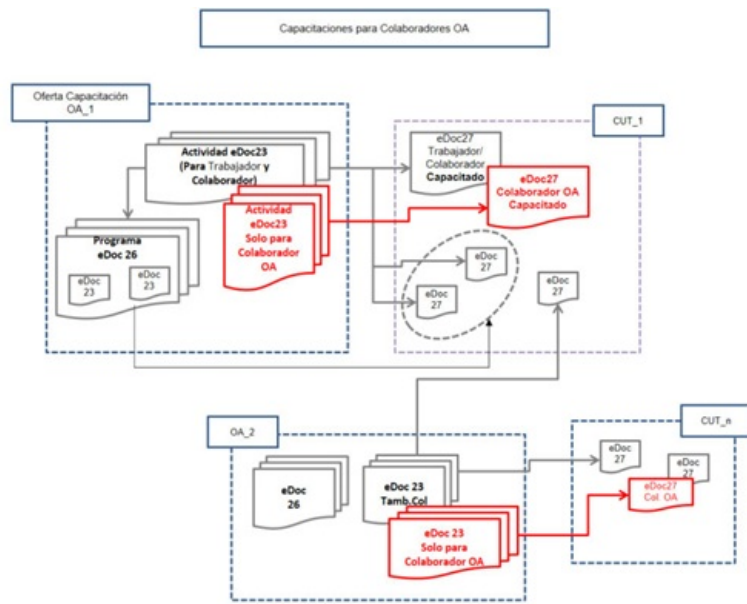 Capacitaciones para Colaboradores OA
Oferta Capacitación
OA_1
CUT_1
Actividad eDoc23
(Para Trabajador y
Colaborador)
eDoc27
Trabajador/
Colaborador
Capacitado
eDoc27
Colaborador OA
Capacitado
Actividad
eDoc23
Solo para
Colaborador
OA
Programa
eDoc 26
eDoc
23
eDoc
23
eDoc
27
eDoc
27
eDoc
27
OA_2
CUT_n
eDoc
26
eDoc 23
Tamb.Col
eDoc 23
Solo para
Colaborador OA
eDoc
27
eDoc
27
eDoc27
Col. OA